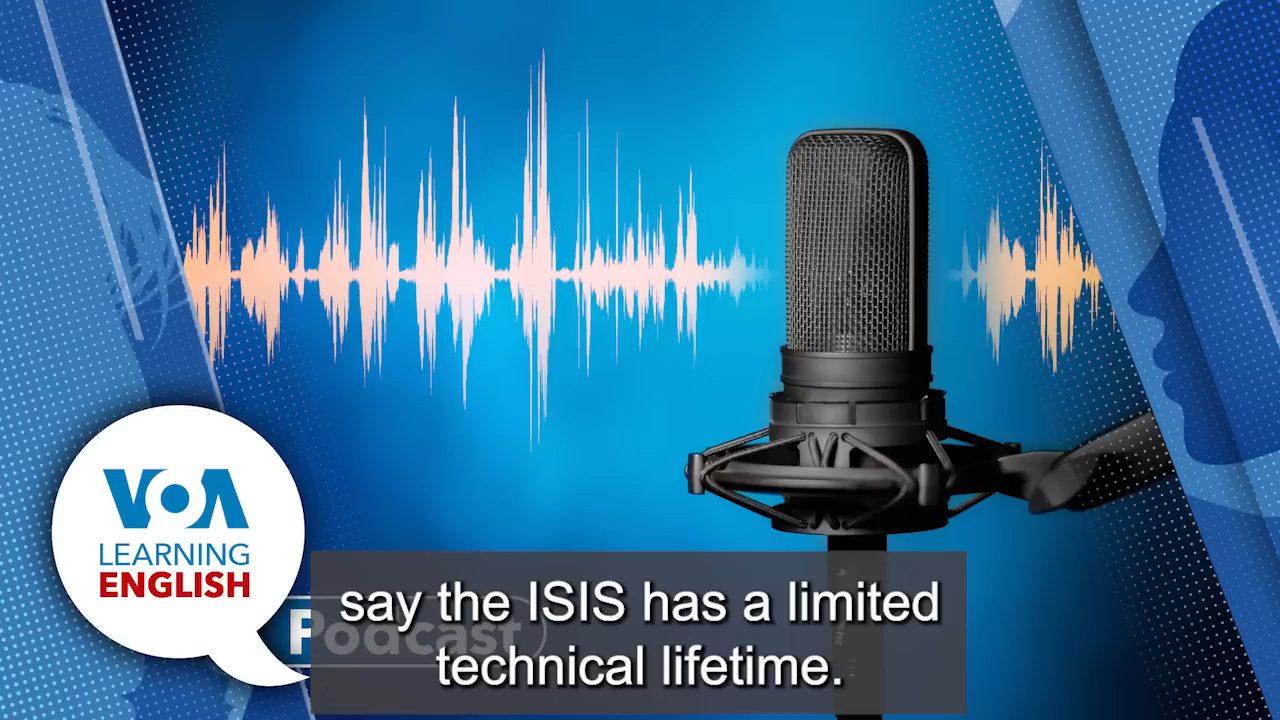 VOA
LEARNING
ENGLISH
Podcast
say the ISIS has a limited
technical lifetime.